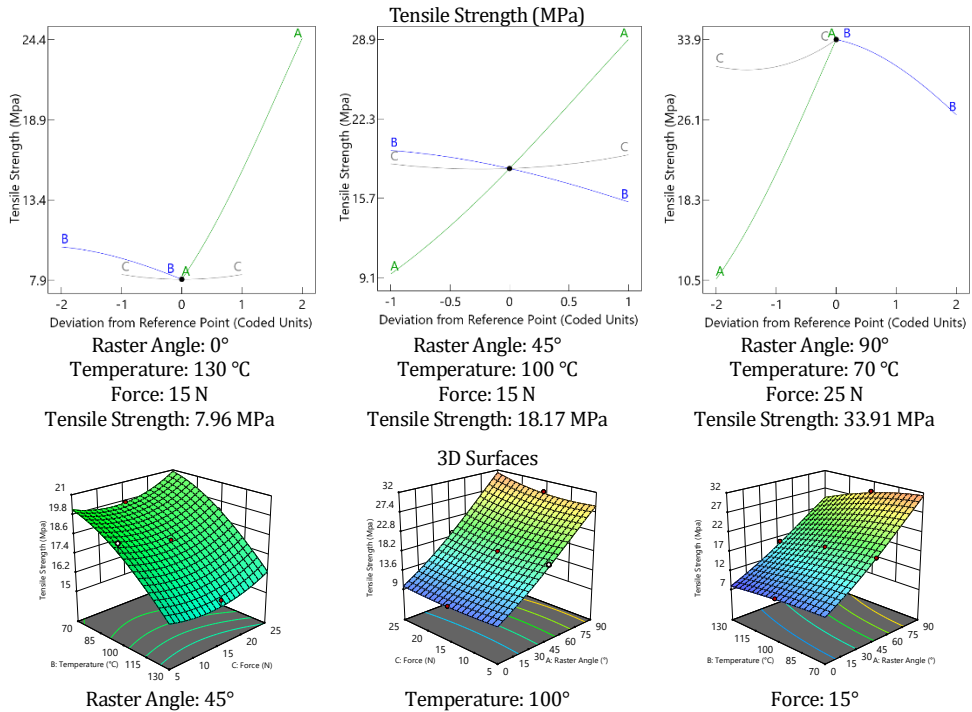 Tensile Strength (MPa)
24.4
18.9
13.4
7.9
Tensile Strength (Mpa)
A
B
B
A
C
C
-2 -1 0 1 2
Deviation from Reference Point (Coded Units)
Raster Angle: 0°
Temperature: 130 °C
Force: 15 N
Tensile Strength: 7.96 MPa
28.9
22.3
15.7
9.1
Tensile Strength (Mpa)
A
B
C
C
B
A
-1 -0.5 0 0.5 1
Deviation from Reference Point (Coded Units)
Raster Angle: 45°
Temperature: 100 °C
Force: 15 N
Tensile Strength: 18.17 MPa
33.9
26.1
18.3
10.5
Tensile Strength (Mpa)
C A B
C
B
A
-2 -1 0 1 2
Deviation from Reference Point (Coded Units)
Raster Angle: 90°
Temperature: 70 °C
Force: 25 N
Tensile Strength: 33.91 MPa
3D Surfaces
21
19.8
18.6
17.4
16.2
15
Tensile Strength (Mpa)
70
85
100
115
130
B: Temperature (°C)
5
10
15
20
25
C: Force (N)
Raster Angle: 45°
32
27.4
22.8
18.2
13.6
9
Tensile Strength (Mpa)
25
20
15
10
5
C: Force (N)
0
15
30
45
60
75
90
A: Raster Angle (°)
Temperature: 100°
32
27
22
17
12
7
Tensile Strength (Mpa)
130
115
100
85
70
B: Temperature (°C)
0
15
30
45
60
75
90
A: Raster Angle (°)
Force: 15°